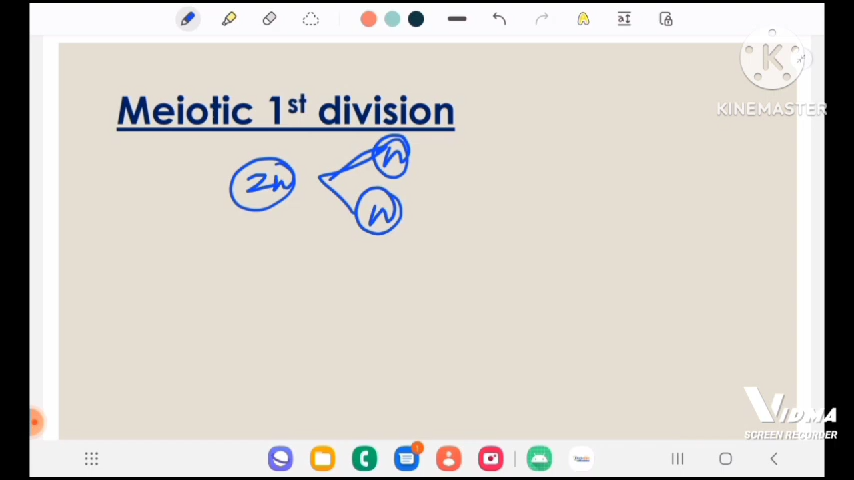 KINEMASTER
Meiotic 1st division
2n
n
n
VIDMA
SCREEN RECORDER